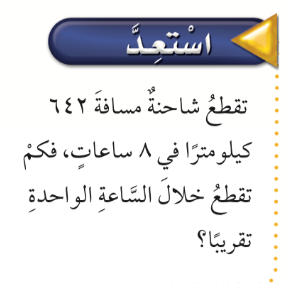 اسْتَعِدَّ
تقطعُ شاحنةٌ مسافةَ ٦٤٢
كيلومترًا في ٨ ساعاتٍ، فكمْ
تقطعُ خلالَ السَّاعةِ الواحدةِ
تقريبًا؟